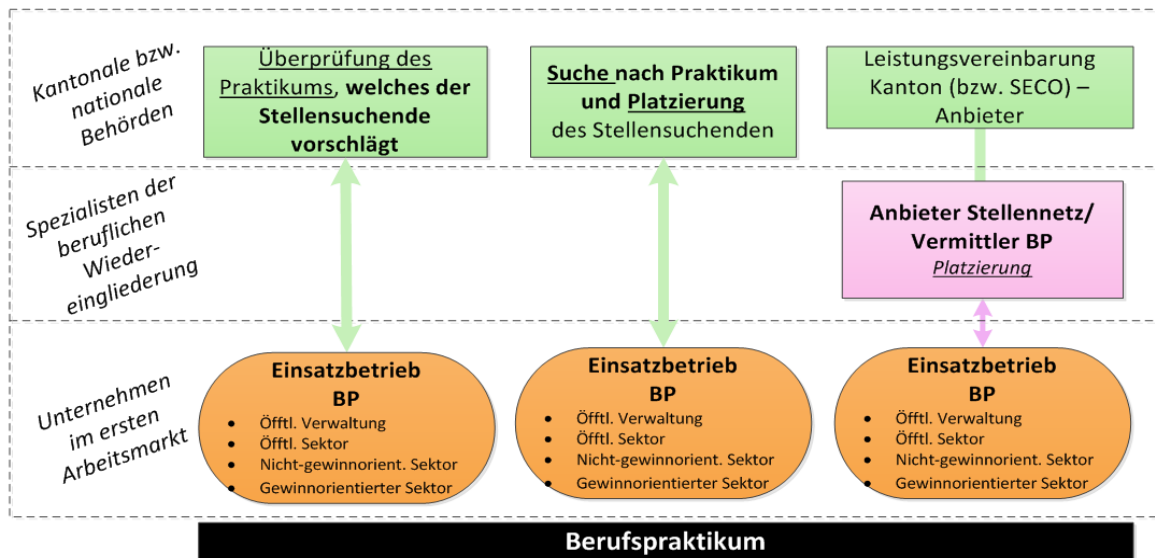 Kantonale bzw.
nationale
Behörden
Überprüfung des
Praktikums, welches der
Stellensuchende
vorschlägt
Suche nach Praktikum
und Platzierung
des Stellensuchenden
Leistungsvereinbarung
Kanton (bzw. SECO) –
Anbieter
Spezialisten der
beruflichen
Wieder-
eingliederung
Anbieter Stellennetz/
Vermittler BP
Platzierung
Unternehmen
im ersten
Arbeitsmarkt
Einsatzbetrieb
BP
• Öfftl. Verwaltung
• Öfftl. Sektor
• Nicht-gewinnorient. Sektor
• Gewinnorientierter Sektor
Einsatzbetrieb
BP
• Öfftl. Verwaltung
• Öfftl. Sektor
• Nicht-gewinnorient. Sektor
• Gewinnorientierter Sektor
Einsatzbetrieb
BP
• Öfftl. Verwaltung
• Öfftl. Sektor
• Nicht-gewinnorient. Sektor
• Gewinnorientierter Sektor
Berufspraktikum